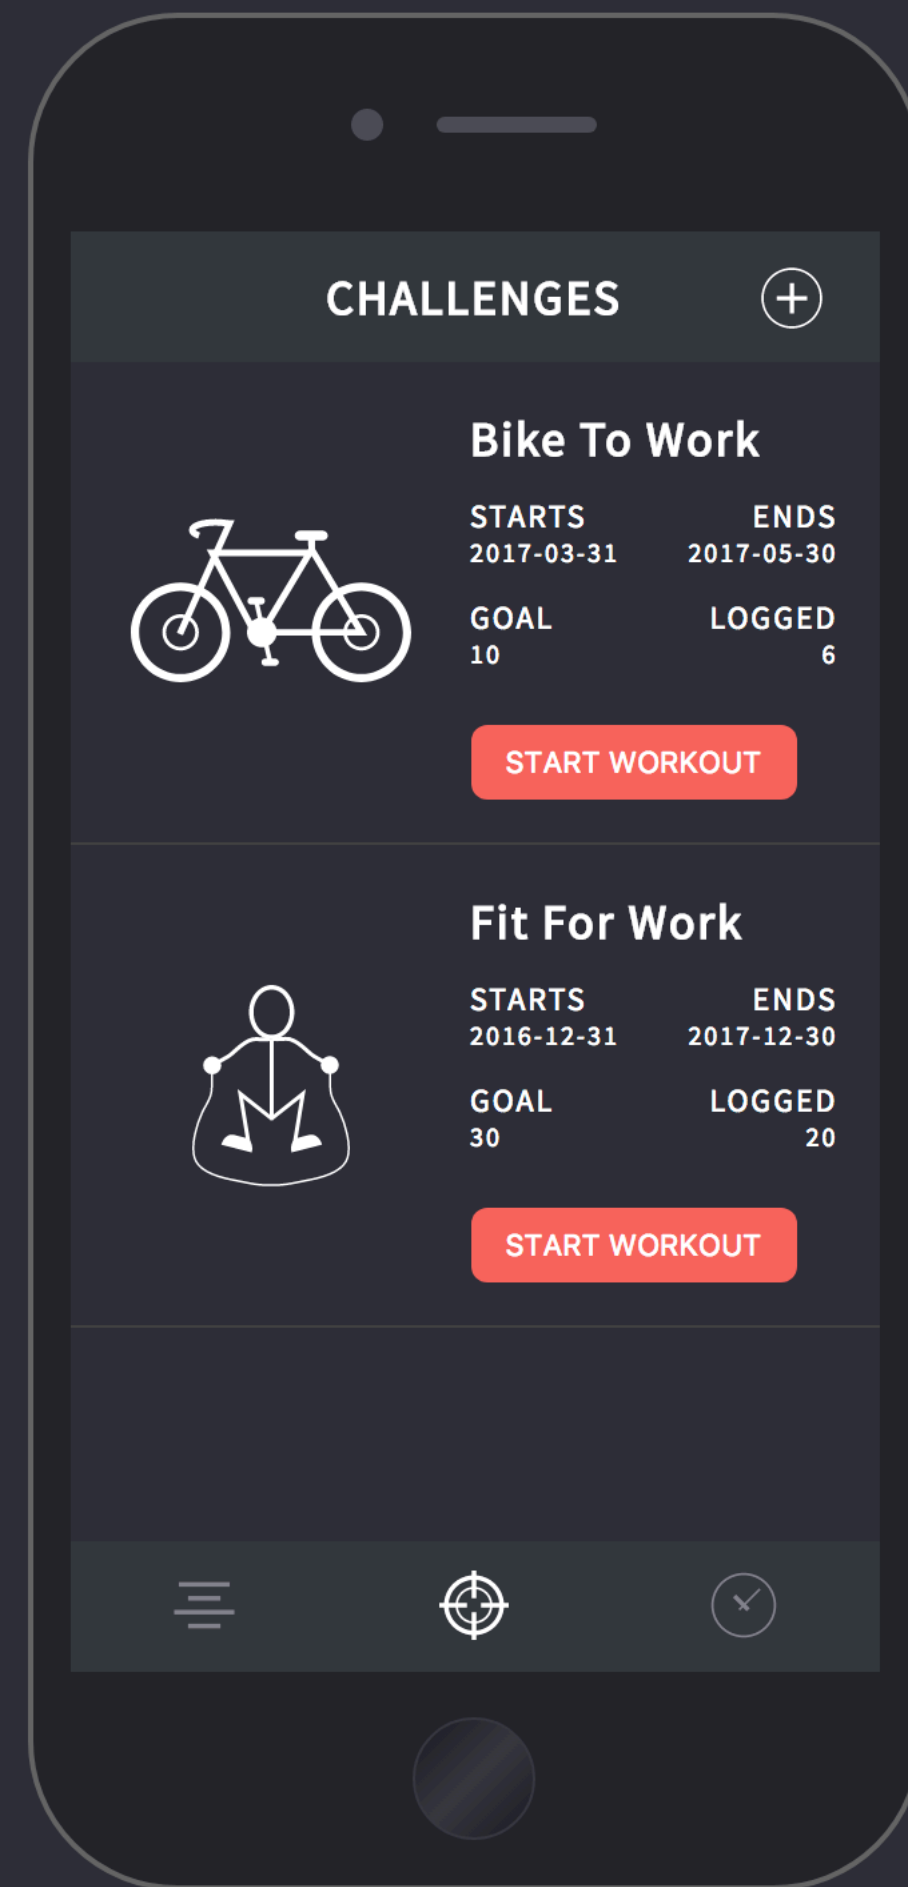 CHALLENGES
Bike To Work
STARTS ENDS
2017-03-31 2017-05-30
GOAL LOGGED
10 6
START WORKOUT
Fit For Work
STARTS ENDS
2016-12-31 2017-12-30
GOAL LOGGED
30 20
START WORKOUT